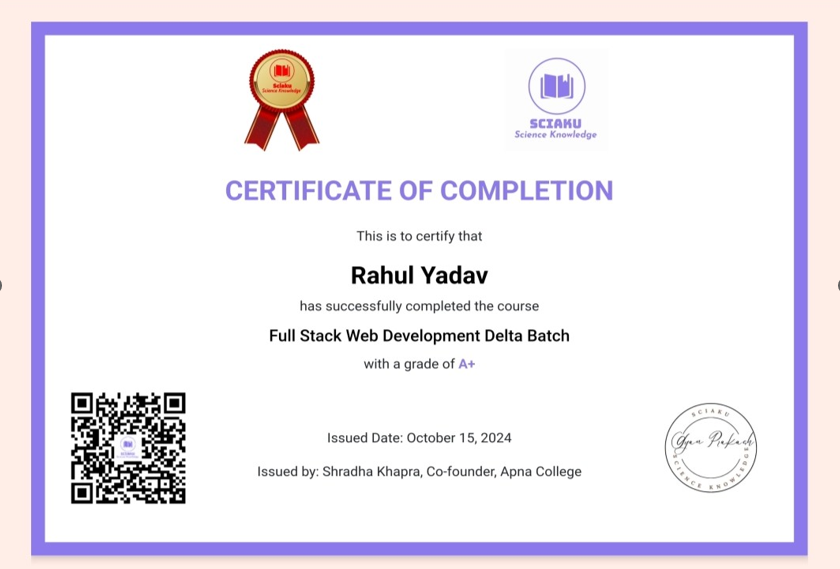 Sciaku
Science Knowledge
SCIAKU
Science Knowledge
CERTIFICATE OF COMPLETION
This is to certify that
Rahul Yadav
has successfully completed the course
Full Stack Web Development Delta Batch
with a grade of A+
Issued Date: October 15, 2024
Issued by: Shradha Khapra, Co-founder, Apna College
SCIAKU
Gyan Prakash
SCIENCE KNOWLEDGE